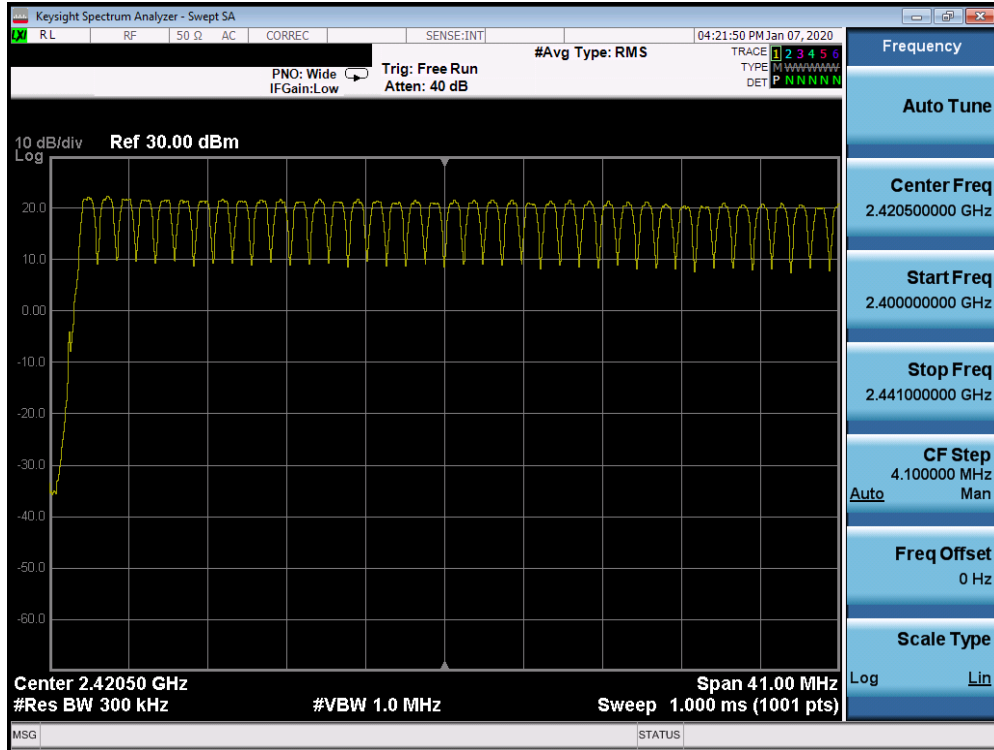 Keysight Spectrum Analyzer - Swept SA
LXI RL RF 50 Ω AC CORREC SENSE:INT 04:21:50 PM Jan 07, 2020
#Avg Type: RMS
TRACE 1 2 3 4 5 6
PNO: Wide Trig: Free Run TYPE M WWWWW
IFGain:Low Atten: 40 dB DET P N N N N N
10 dB/div Ref 30.00 dBm
Log
20.0
10.0
0.00
-10.0
-20.0
-30.0
-40.0
-50.0
-60.0
Center 2.42050 GHz Span 41.00 MHz
#Res BW 300 kHz #VBW 1.0 MHz Sweep 1.000 ms (1001 pts)
MSG STATUS
Frequency
Auto Tune
Center Freq
2.420500000 GHz
Start Freq
2.400000000 GHz
Stop Freq
2.441000000 GHz
CF Step
4.100000 MHz
Auto Man
Freq Offset
0 Hz
Scale Type
Log Lin